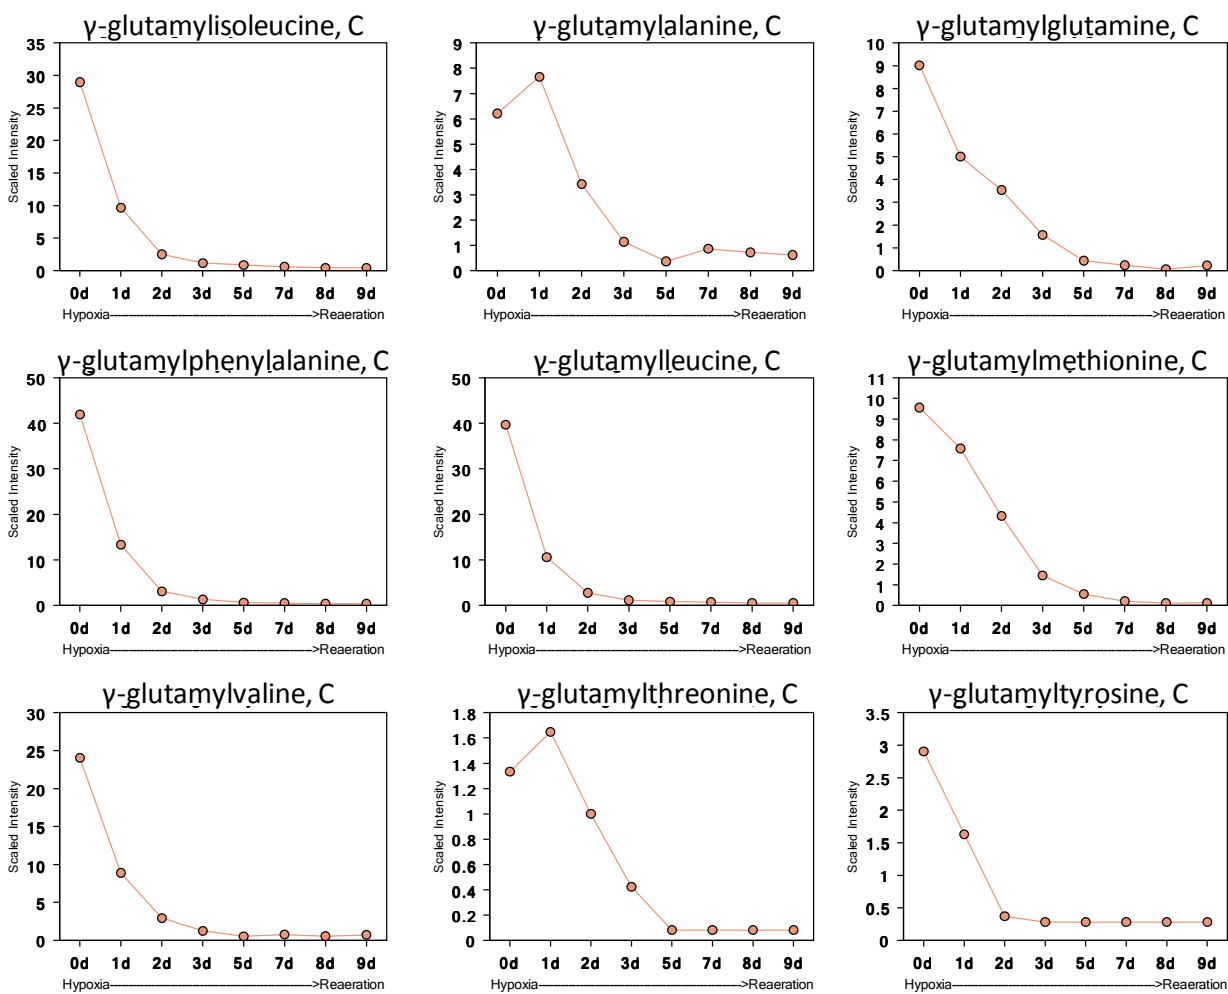 γ-glutamylisoleucine, C
35
30
25
20
15
10
5
0
Scaled Intensity
0d 1d 2d 3d 5d 7d 8d 9d
Hypoxia-------------------------------->Reaeration
γ-glutamylalanine, C
9
8
7
6
5
4
3
2
1
0
Scaled Intensity
0d 1d 2d 3d 5d 7d 8d 9d
Hypoxia-------------------------------->Reaeration
γ-glutamylglutamine, C
10
9
8
7
6
5
4
3
2
1
0
Scaled Intensity
0d 1d 2d 3d 5d 7d 8d 9d
Hypoxia-------------------------------->Reaeration
γ-glutamylphenylalanine, C
50
40
30
20
10
0
Scaled Intensity
0d 1d 2d 3d 5d 7d 8d 9d
Hypoxia-------------------------------->Reaeration
γ-glutamylleucine, C
50
40
30
20
10
0
Scaled Intensity
0d 1d 2d 3d 5d 7d 8d 9d
Hypoxia-------------------------------->Reaeration
γ-glutamylmethionine, C
11
10
9
8
7
6
5
4
3
2
1
0
Scaled Intensity
0d 1d 2d 3d 5d 7d 8d 9d
Hypoxia-------------------------------->Reaeration
γ-glutamylvaline, C
30
25
20
15
10
5
0
Scaled Intensity
0d 1d 2d 3d 5d 7d 8d 9d
Hypoxia-------------------------------->Reaeration
γ-glutamylthreonine, C
1.8
1.6
1.4
1.2
1
0.8
0.6
0.4
0.2
0
Scaled Intensity
0d 1d 2d 3d 5d 7d 8d 9d
Hypoxia-------------------------------->Reaeration
γ-glutamyltyrosine, C
3.5
3
2.5
2
1.5
1
0.5
0
Scaled Intensity
0d 1d 2d 3d 5d 7d 8d 9d
Hypoxia-------------------------------->Reaeration